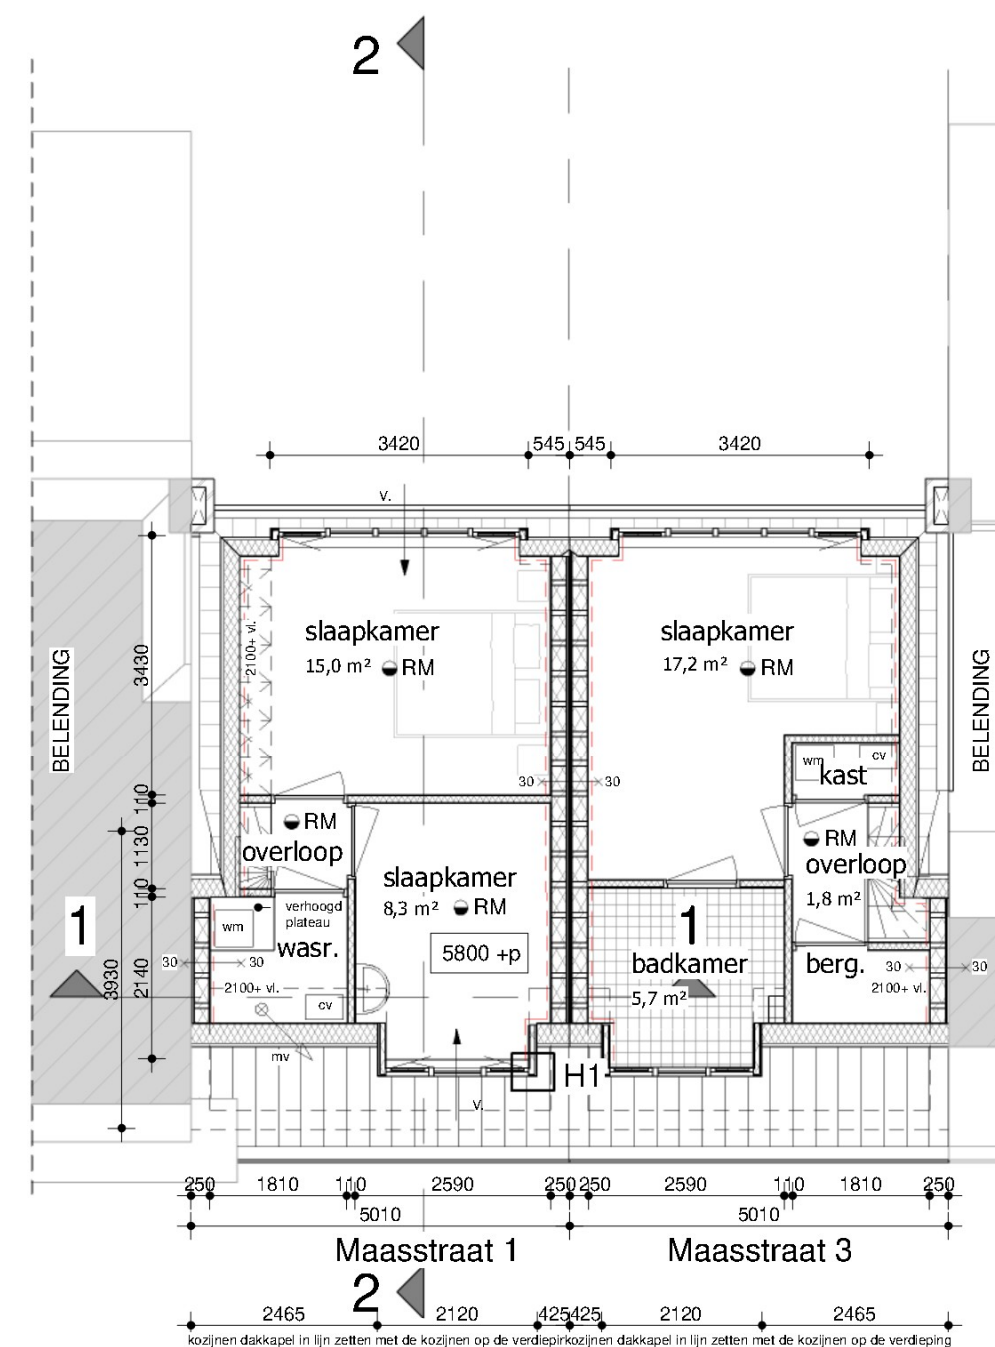 2
3420
545
545
3420
v.
BELENDING
3430
110
1130
110
3930
2140
2100+ vl.
slaapkamer
15,0 m²
RM
slaapkamer
17,2 m²
RM
BELENDING
30
30
wm
cv
kast
RM
overloop
RM
overloop
1,8 m²
slaapkamer
8,3 m²
RM
1
1
verhoogd
plateau
wm
wasr.
5800 +p
badkamer
5,7 m²
berg.
30
30
30
30
2100+ vl.
2100+ vl.
cv
mv
H1
v.
250
1810
110
2590
250
250
2590
110
1810
250
5010
5010
Maasstraat 1
Maasstraat 3
2
2465
2120
425
425
2120
2465
kozijnen dakkapel in lijn zetten met de kozijnen op de verdiepin
kozijnen dakkapel in lijn zetten met de kozijnen op de verdieping